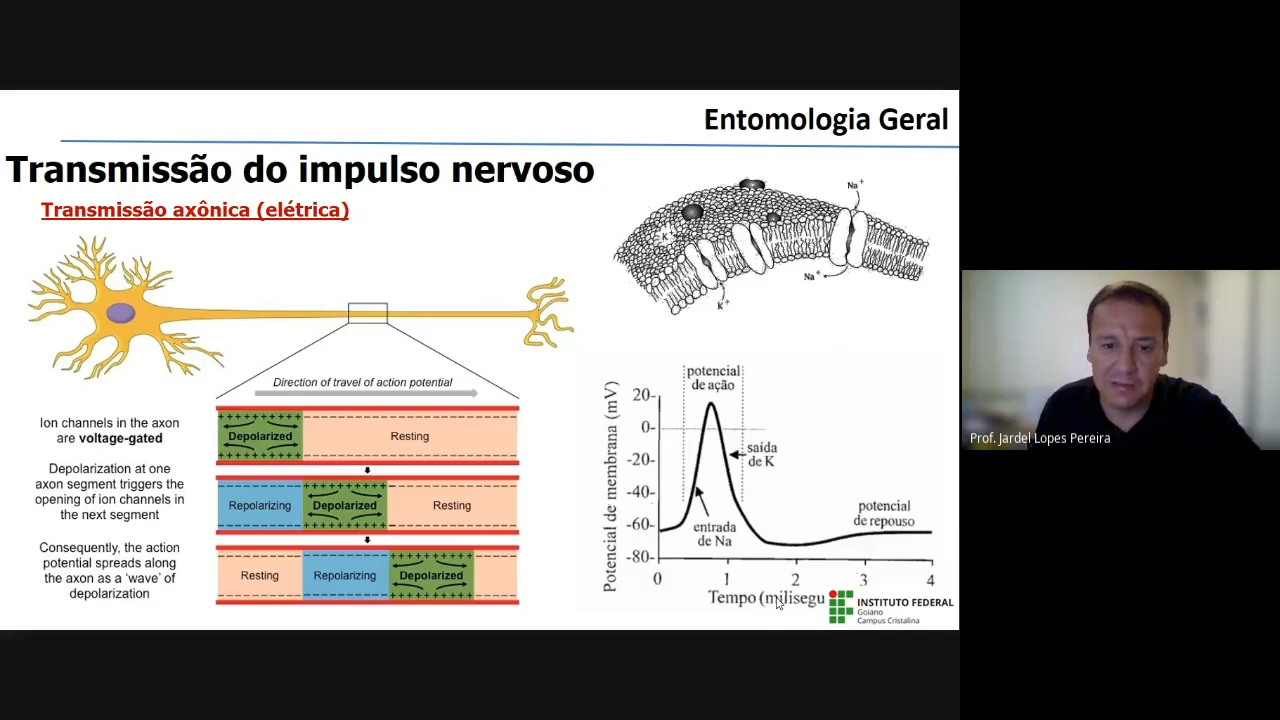 Entomologia Geral
Transmissão do impulso nervoso
Transmissão axônica (elétrica)
Na+
K+
Na+
K+
Direction of travel of action potential
Ion channels in the axon
are voltage-gated
Depolarized
Resting
Depolarization at one
axon segment triggers the
opening of ion channels in
the next segment
Repolarizing
Depolarized
Resting
Consequently, the action
potential spreads along
the axon as a ‘wave’ of
depolarization
Resting
Repolarizing
Depolarized
Potencial de membrana (mV)
20-
0-
-20-
-40-
-60-
-80-
potencial
de ação
saída
de K
entrada
de Na
potencial
de repouso
0 1 2 3 4
Tempo (milisegu
INSTITUTO FEDERAL
Goiano
Campus Cristalina
Prof. Jardel Lopes Pereira